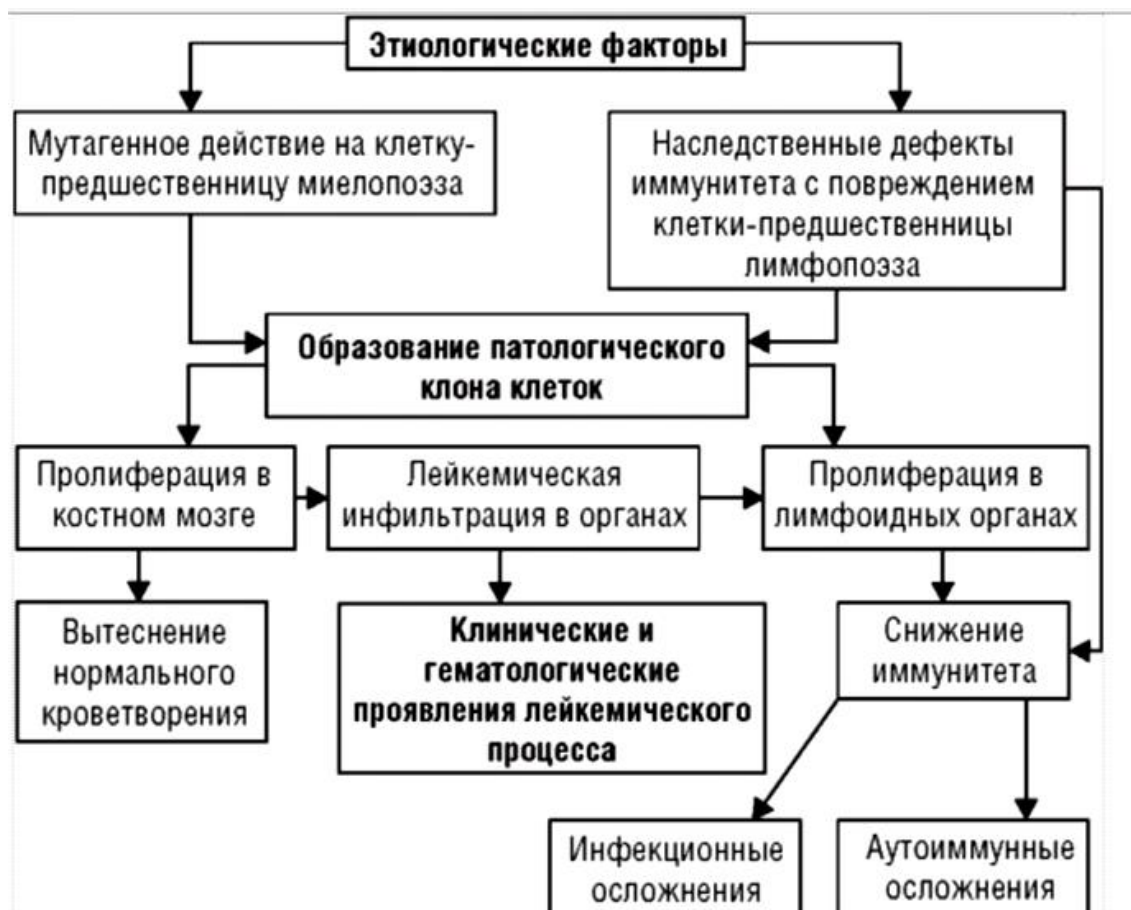 Этиологические факторы
Мутагенное действие на клетку-
предшественницу миелопоэза
Наследственные дефекты
иммунитета с повреждением
клетки-предшественницы
лимфопоэза
Образование патологического
клона клеток
Пролиферация в
костном мозге
Лейкемическая
инфильтрация в органах
Пролиферация в
лимфоидных органах
Вытеснение
нормального
кроветворения
Клинические и
гематологические
проявления лейкемического
процесса
Снижение
иммунитета
Инфекционные
осложнения
Аутоиммунные
осложнения